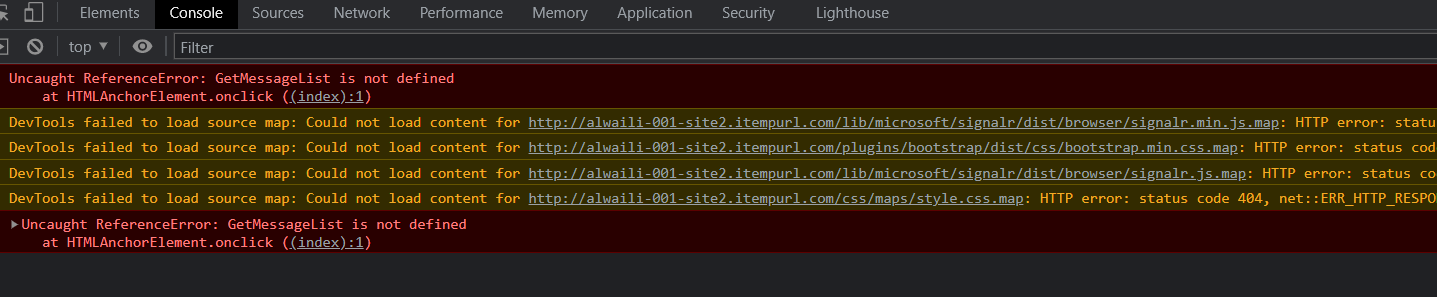 Elements Console Sources Network Performance Memory Application Security Lighthouse
top Filter
Uncaught ReferenceError: GetMessageList is not defined
at HTMLAnchorElement.onclick ((index):1)
DevTools failed to load source map: Could not load content for http://alwaili-001-site2.itempurl.com/lib/microsoft/signalr/dist/browser/signalr.min.js.map: HTTP error: statu
DevTools failed to load source map: Could not load content for http://alwaili-001-site2.itempurl.com/plugins/bootstrap/dist/css/bootstrap.min.css.map: HTTP error: status cod
DevTools failed to load source map: Could not load content for http://alwaili-001-site2.itempurl.com/lib/microsoft/signalr/dist/browser/signalr.js.map: HTTP error: status co
DevTools failed to load source map: Could not load content for http://alwaili-001-site2.itempurl.com/css/maps/style.css.map: HTTP error: status code 404, net::ERR_HTTP_RESPO
Uncaught ReferenceError: GetMessageList is not defined
at HTMLAnchorElement.onclick ((index):1)